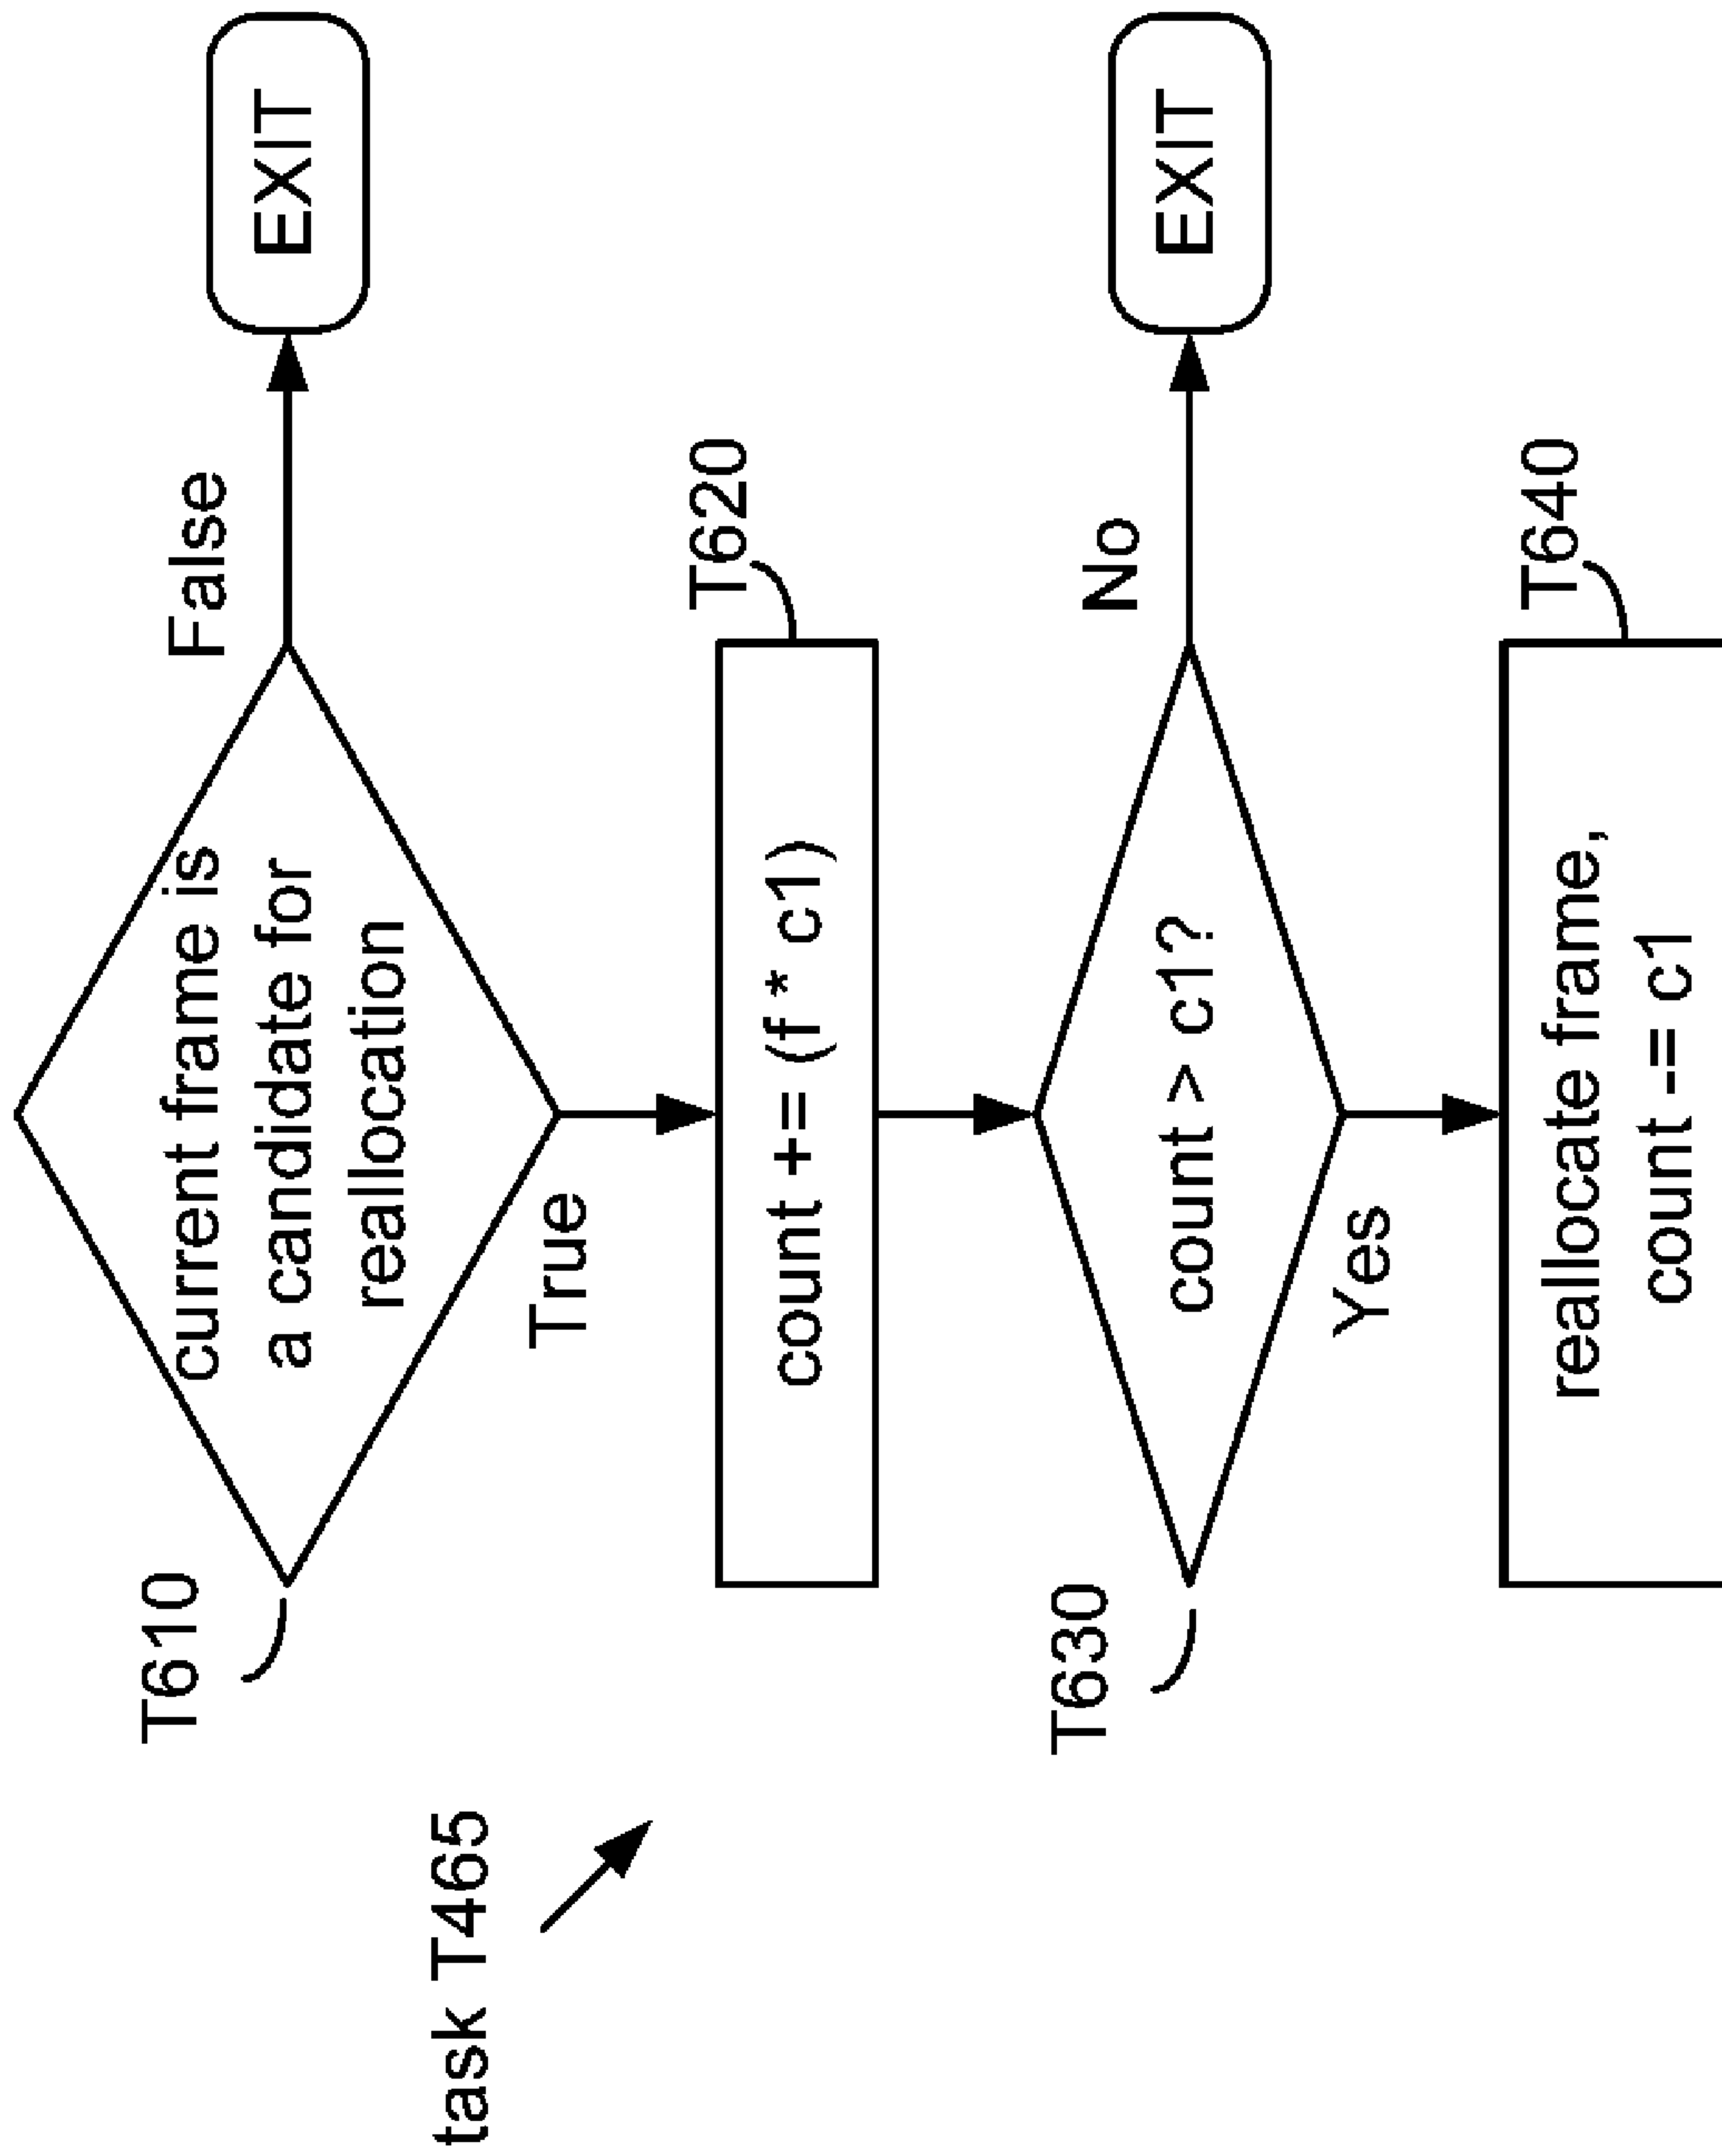 task T465
T610
current frame is
a candidate for
reallocation
False
EXIT
True
T620
count += (f * c1)
T630
count > c1?
No
EXIT
Yes
T640
reallocate frame,
count -= c1